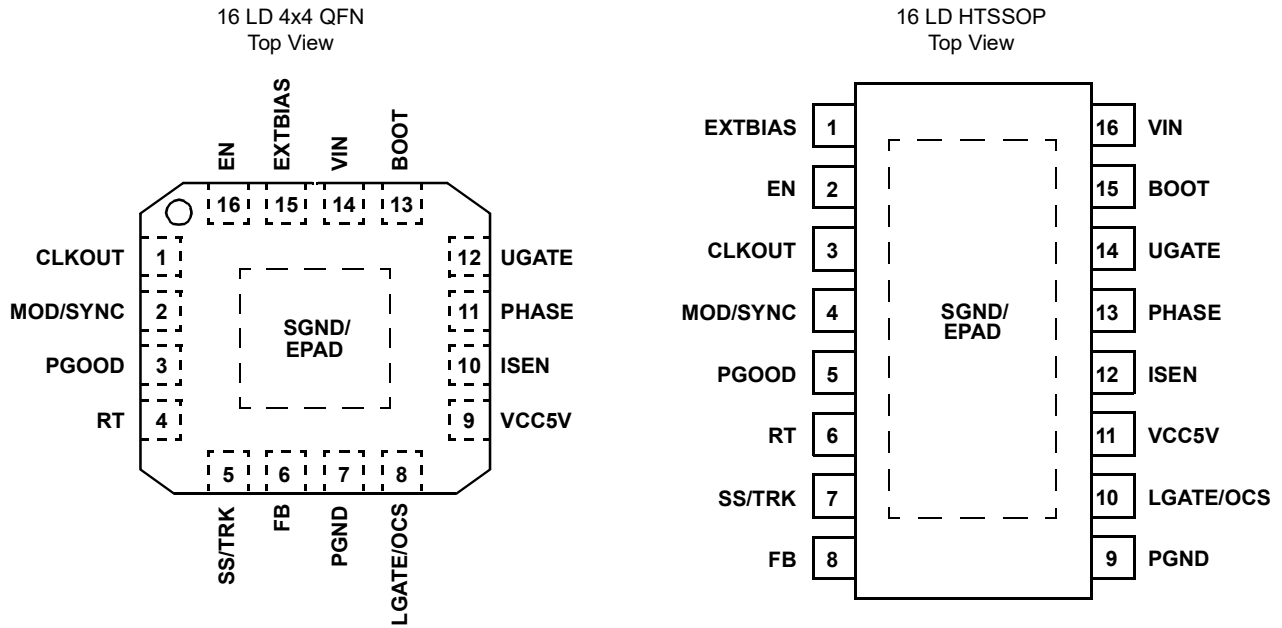 16 LD 4x4 QFN
Top View
EN
EXTBIAS
VIN
BOOT
16
15
14
13
CLKOUT 1
MOD/SYNC 2
PGOOD 3
RT 4
12 UGATE
11 PHASE
10 ISEN
9 VCC5V
SGND/
EPAD
5
6
7
8
SS/TRK
FB
PGND
LGATE/OCS
16 LD HTSSOP
Top View
EXTBIAS 1
EN 2
CLKOUT 3
MOD/SYNC 4
PGOOD 5
RT 6
SS/TRK 7
FB 8
SGND/
EPAD
16 VIN
15 BOOT
14 UGATE
13 PHASE
12 ISEN
11 VCC5V
10 LGATE/OCS
9 PGND